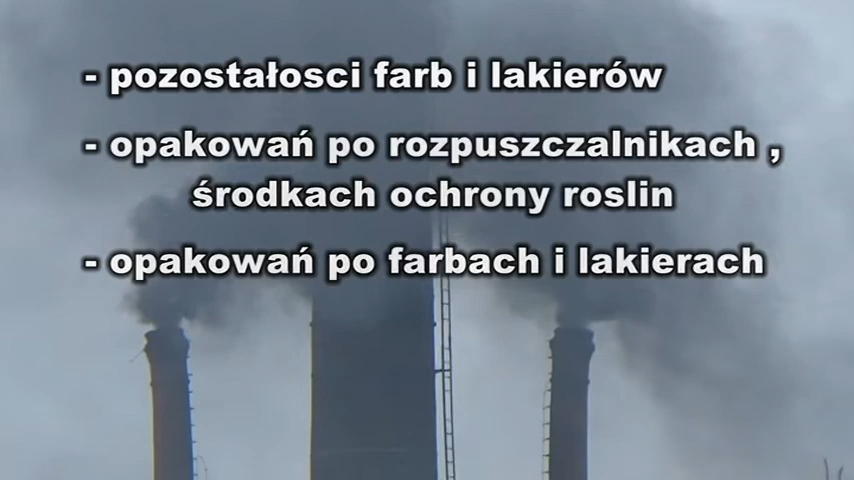 - pozostałosci farb i lakierów
- opakowań po rozpuszczalnikach ,
środkach ochrony roslin
- opakowań po farbach i lakierach